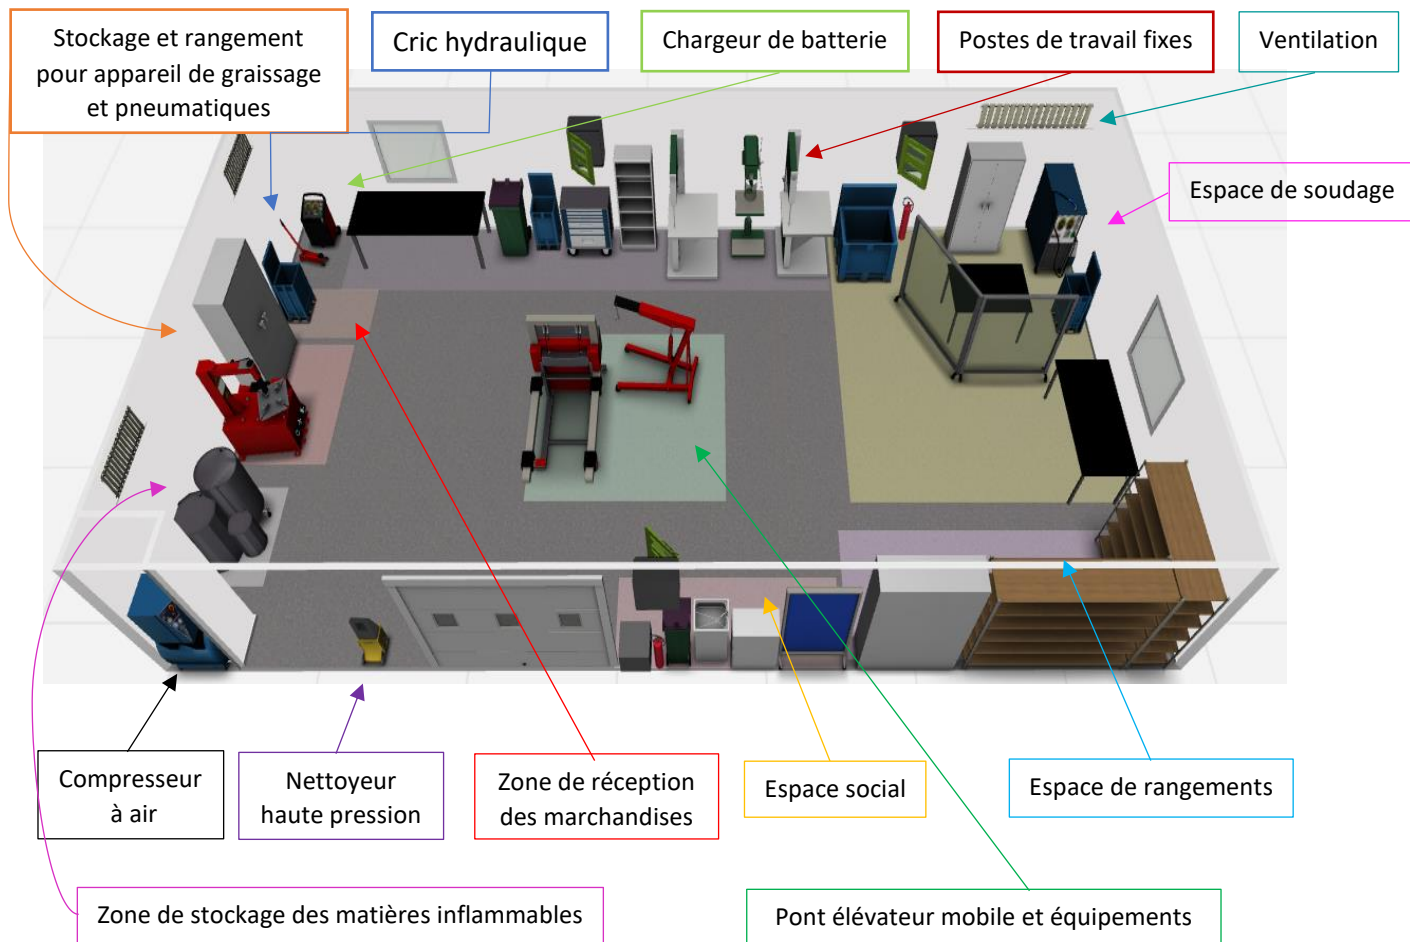 Stockage et rangement
pour appareil de graissage
et pneumatiques
Cric hydraulique
Chargeur de batterie
Postes de travail fixes
Ventilation
Espace de soudage
Compresseur
à air
Nettoyeur
haute pression
Zone de réception
des marchandises
Espace social
Espace de rangements
Zone de stockage des matières inflammables
Pont élévateur mobile et équipements